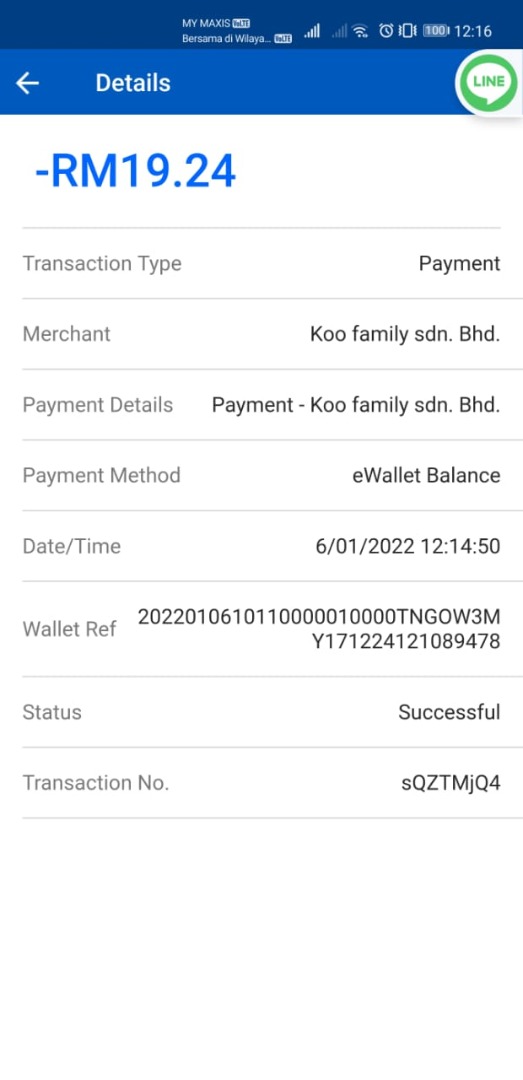 MY MAXIS VoLTE
Bersama di Wilaya... VoLTE
100
12:16
Details
LINE
-RM19.24
Transaction Type Payment
Merchant Koo family sdn. Bhd.
Payment Details Payment - Koo family sdn. Bhd.
Payment Method eWallet Balance
Date/Time 6/01/2022 12:14:50
Wallet Ref 2022010610110000010000TNGOW3M
Y171224121089478
Status Successful
Transaction No. sQZTMjQ4